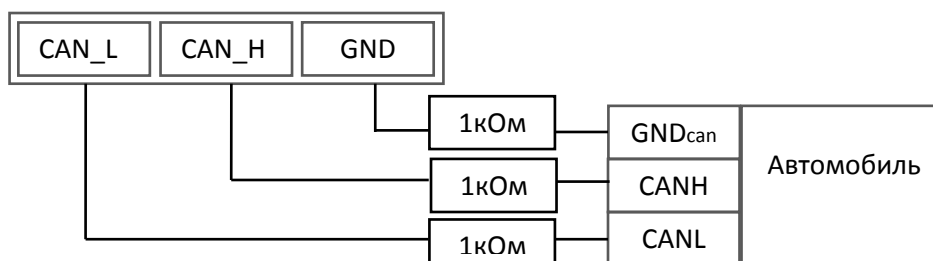 CAN_L CAN_H GND
1кОм GNDcan
Автомобиль
1кОм CANH
1кОм CANL